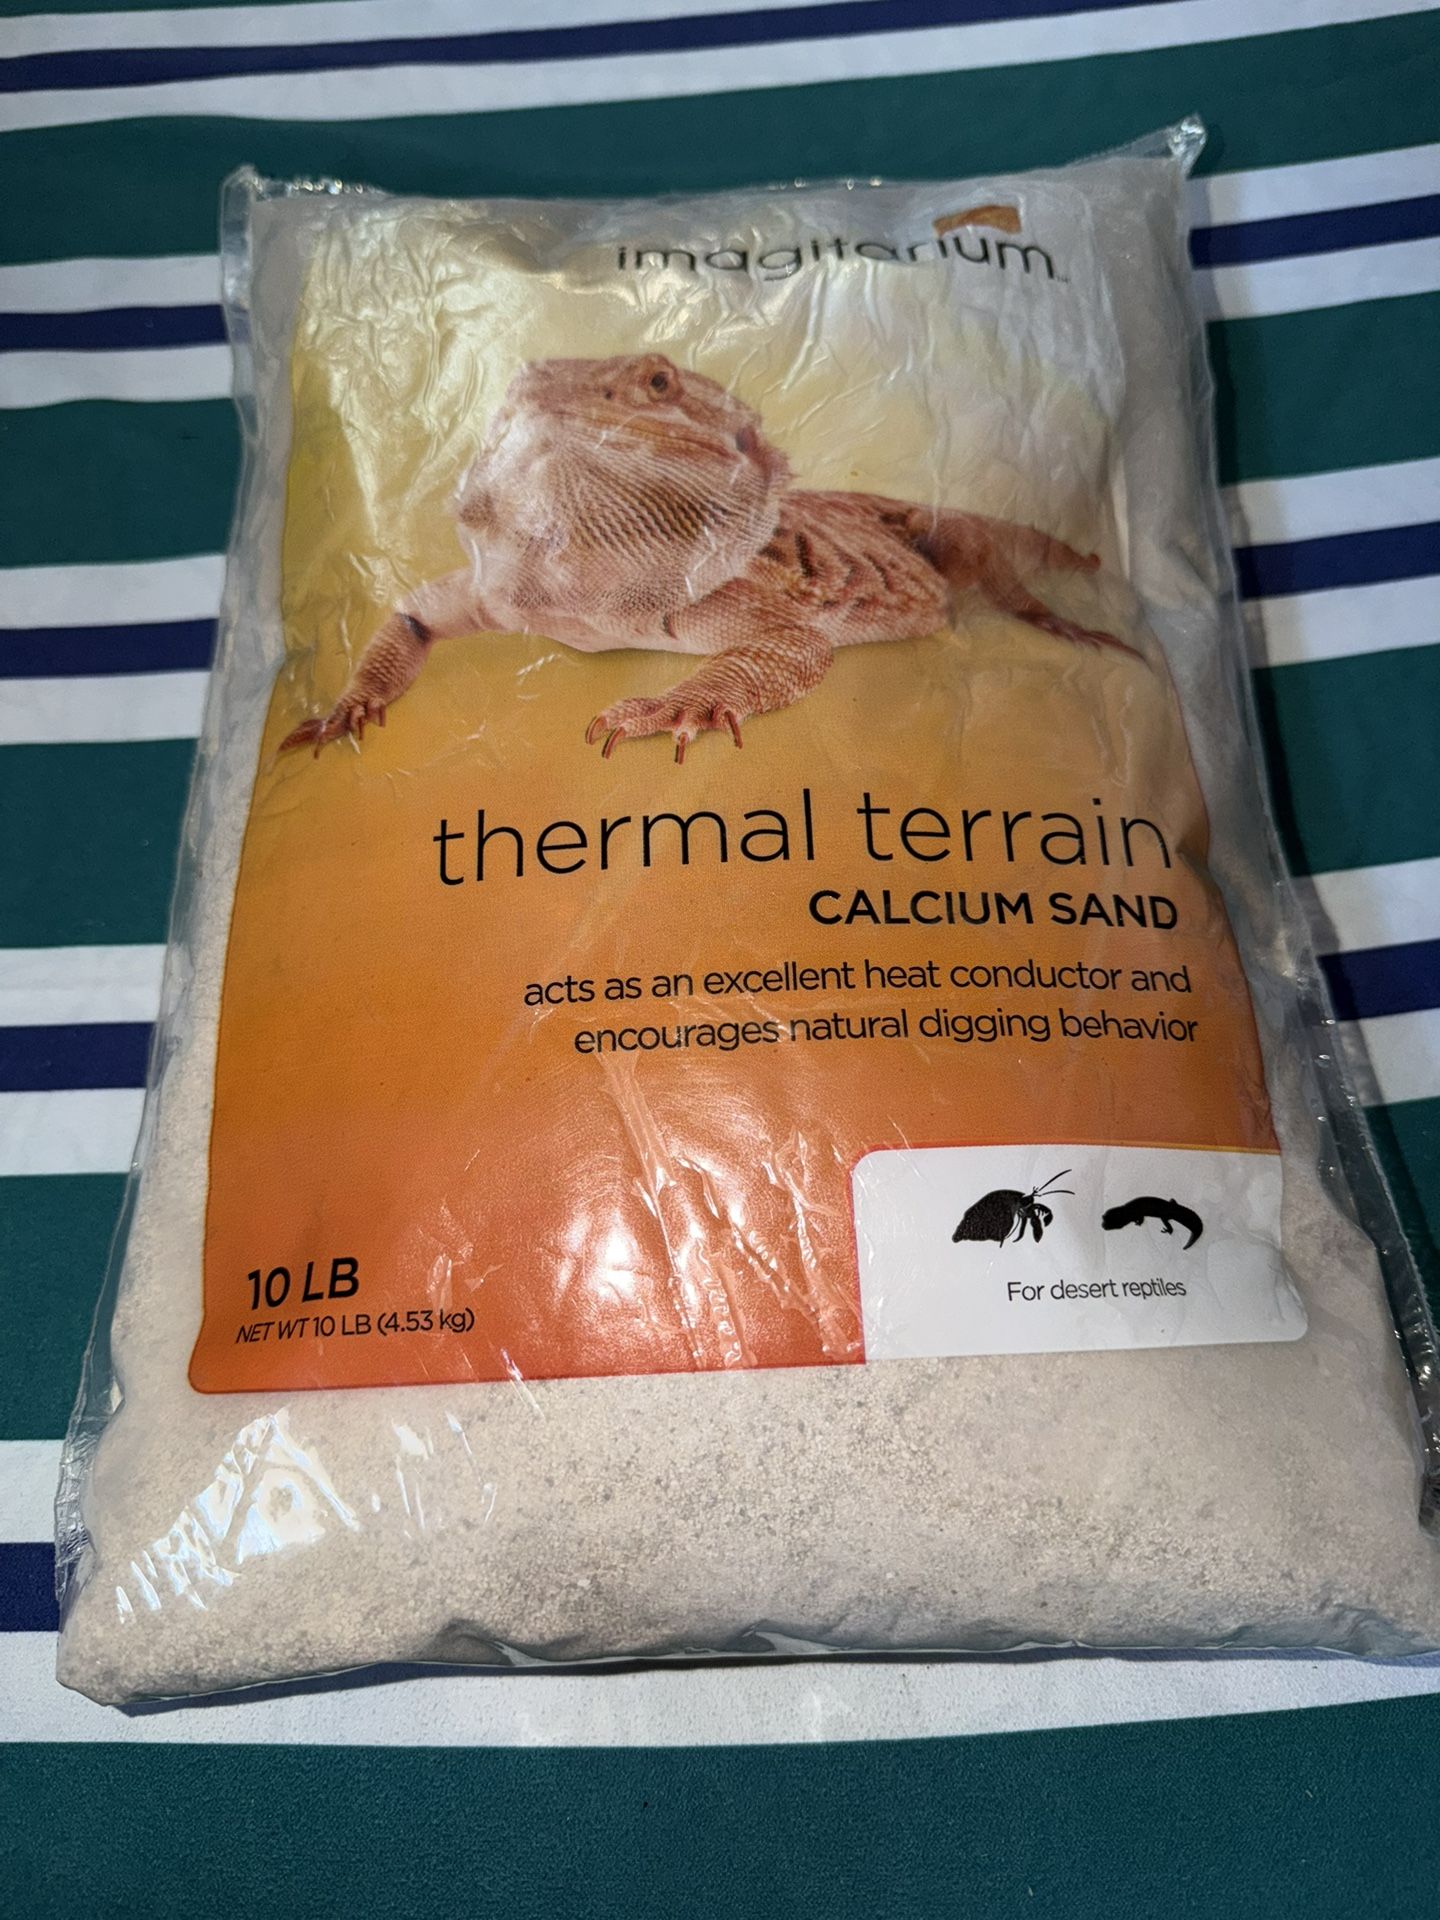 imagitarium™
thermal terrain
CALCIUM SAND
acts as an excellent heat conductor and
encourages natural digging behavior
10 LB
NET WT 10 LB (4.53 kg)
For desert reptiles